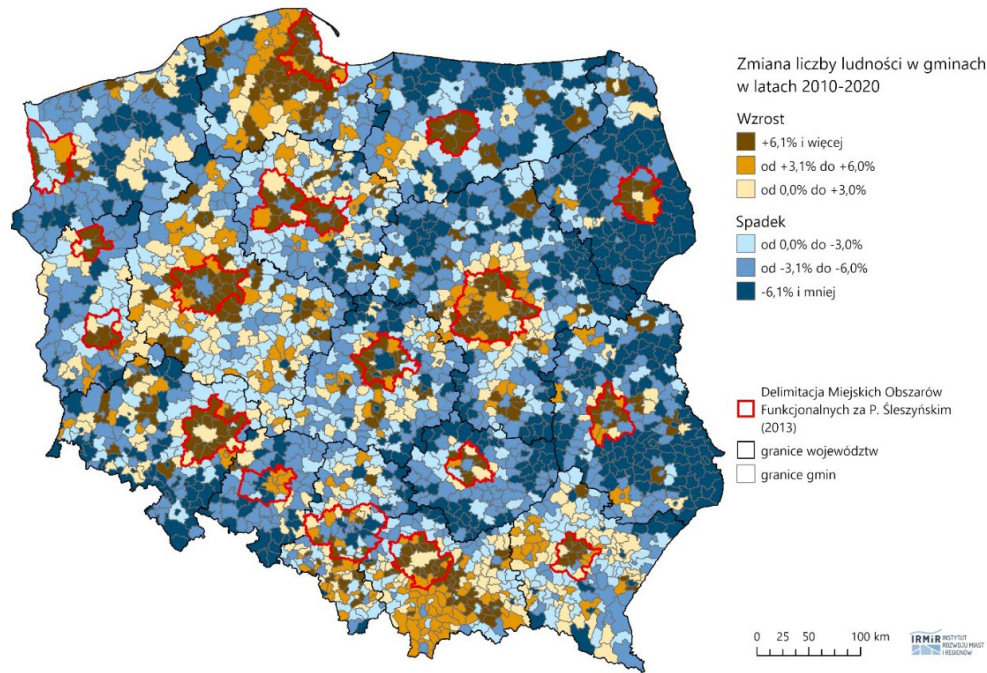 Zmiana liczby ludności w gminach
w latach 2010-2020
Wzrost
+6,1% i więcej
od +3,1% do +6,0%
od 0,0% do +3,0%
Spadek
od 0,0% do -3,0%
od -3,1% do -6,0%
-6,1% i mniej
Delimitacja Miejskich Obszarów
Funkcjonalnych za P. Śleszyńskim
(2013)
granice województw
granice gmin
0 25 50 100 km
IRMiR INSTYTUT
ROZWOJU MIAST
I REGIONÓW